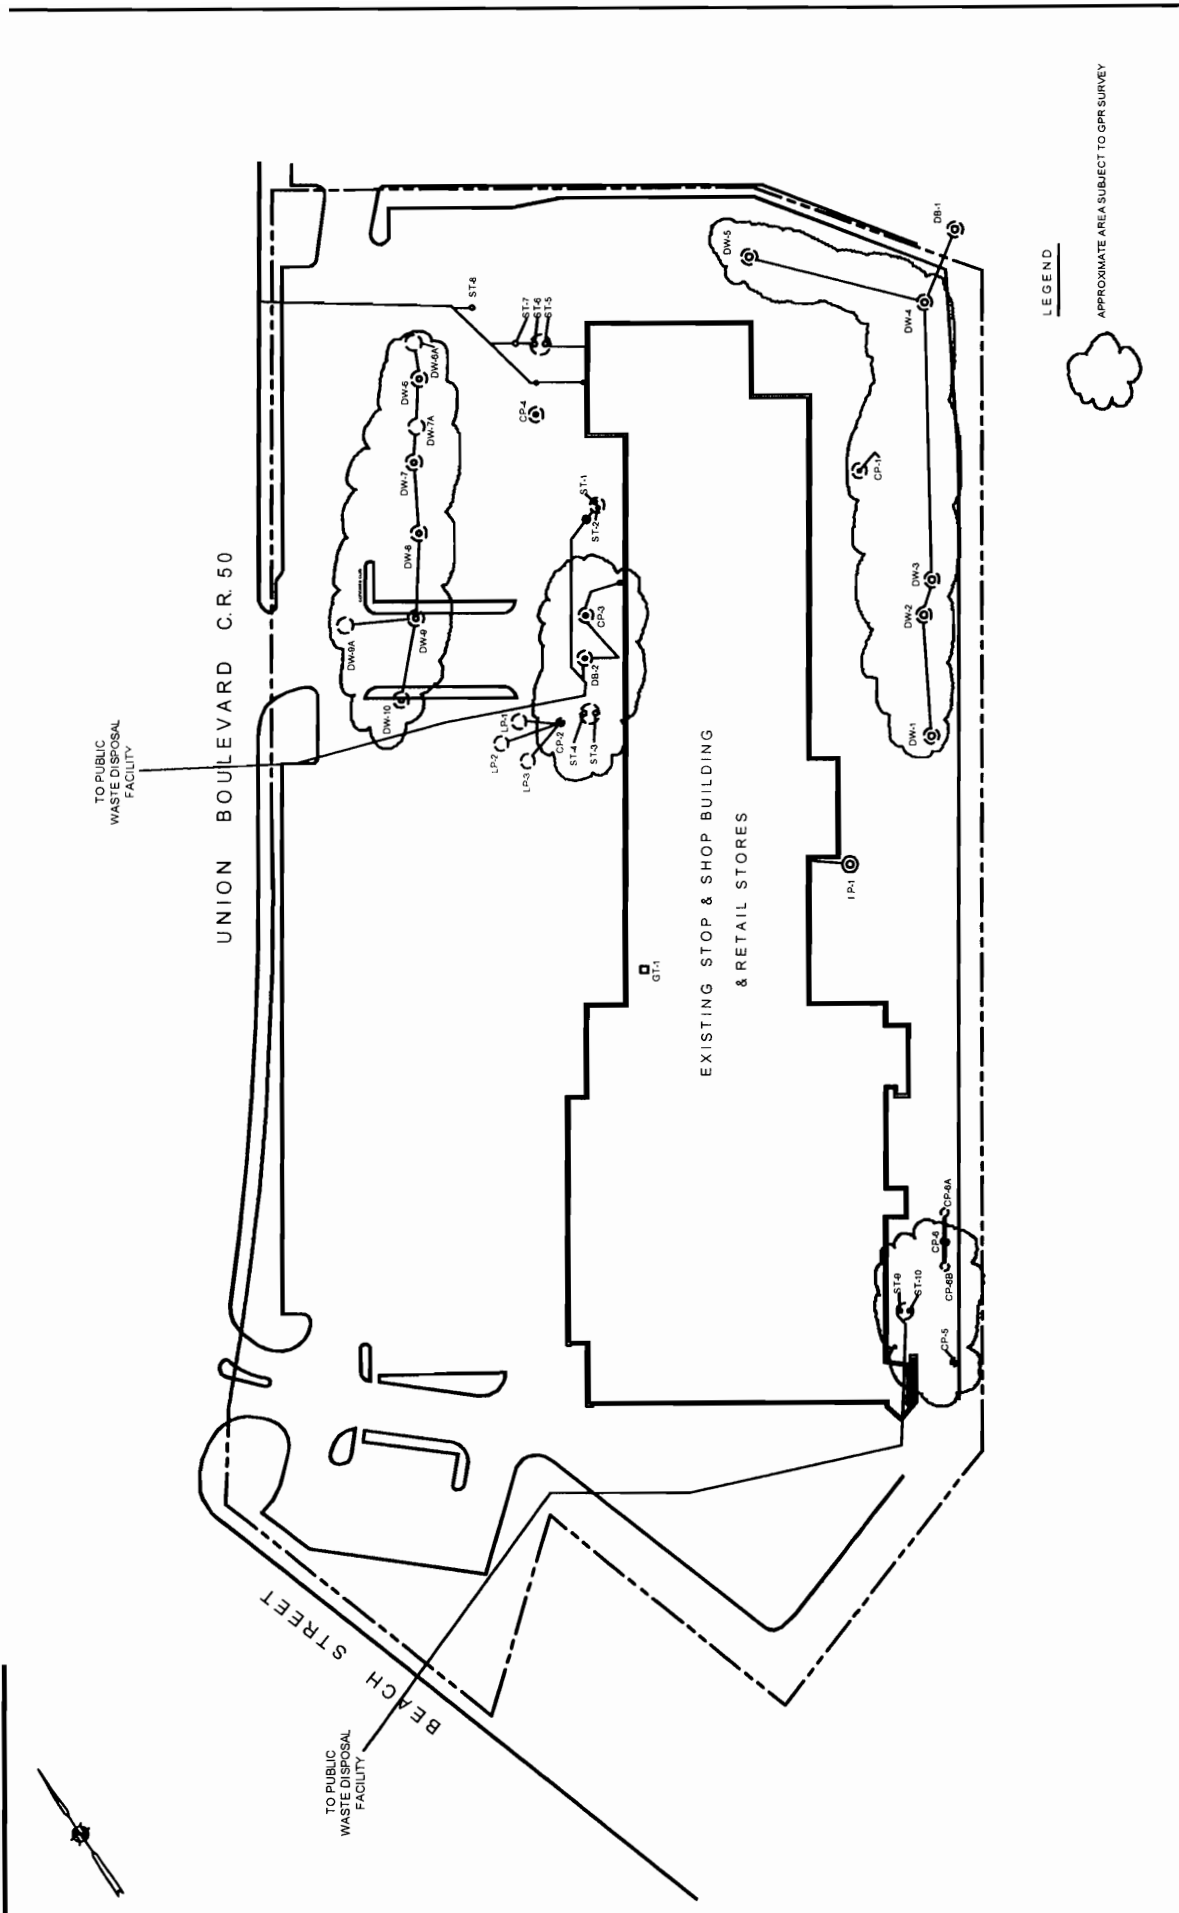 LEGEND
APPROXIMATE AREA SUBJECT TO GPR SURVEY
UNION BOULEVARD C.R. 50
TO PUBLIC
WASTE DISPOSAL
FACILITY
BEACH STREET
TO PUBLIC
WASTE DISPOSAL
FACILITY
EXISTING STOP & SHOP BUILDING
& RETAIL STORES
DB-1
DW-5
DW-4
DW-3
DW-2
DW-1
CP-1
ST-8
ST-7
ST-6
ST-5
CP-4
DW-6A
DW-6
DW-7A
DW-7
DW-8
DW-9
DW-9A
DW-10
ST-1
ST-2
CP-3
DB-2
LP-1
LP-2
LP-3
CP-2
ST-4
ST-3
GT-1
CP-6A
CP-6
CP-6B
ST-9
ST-10
CP-5